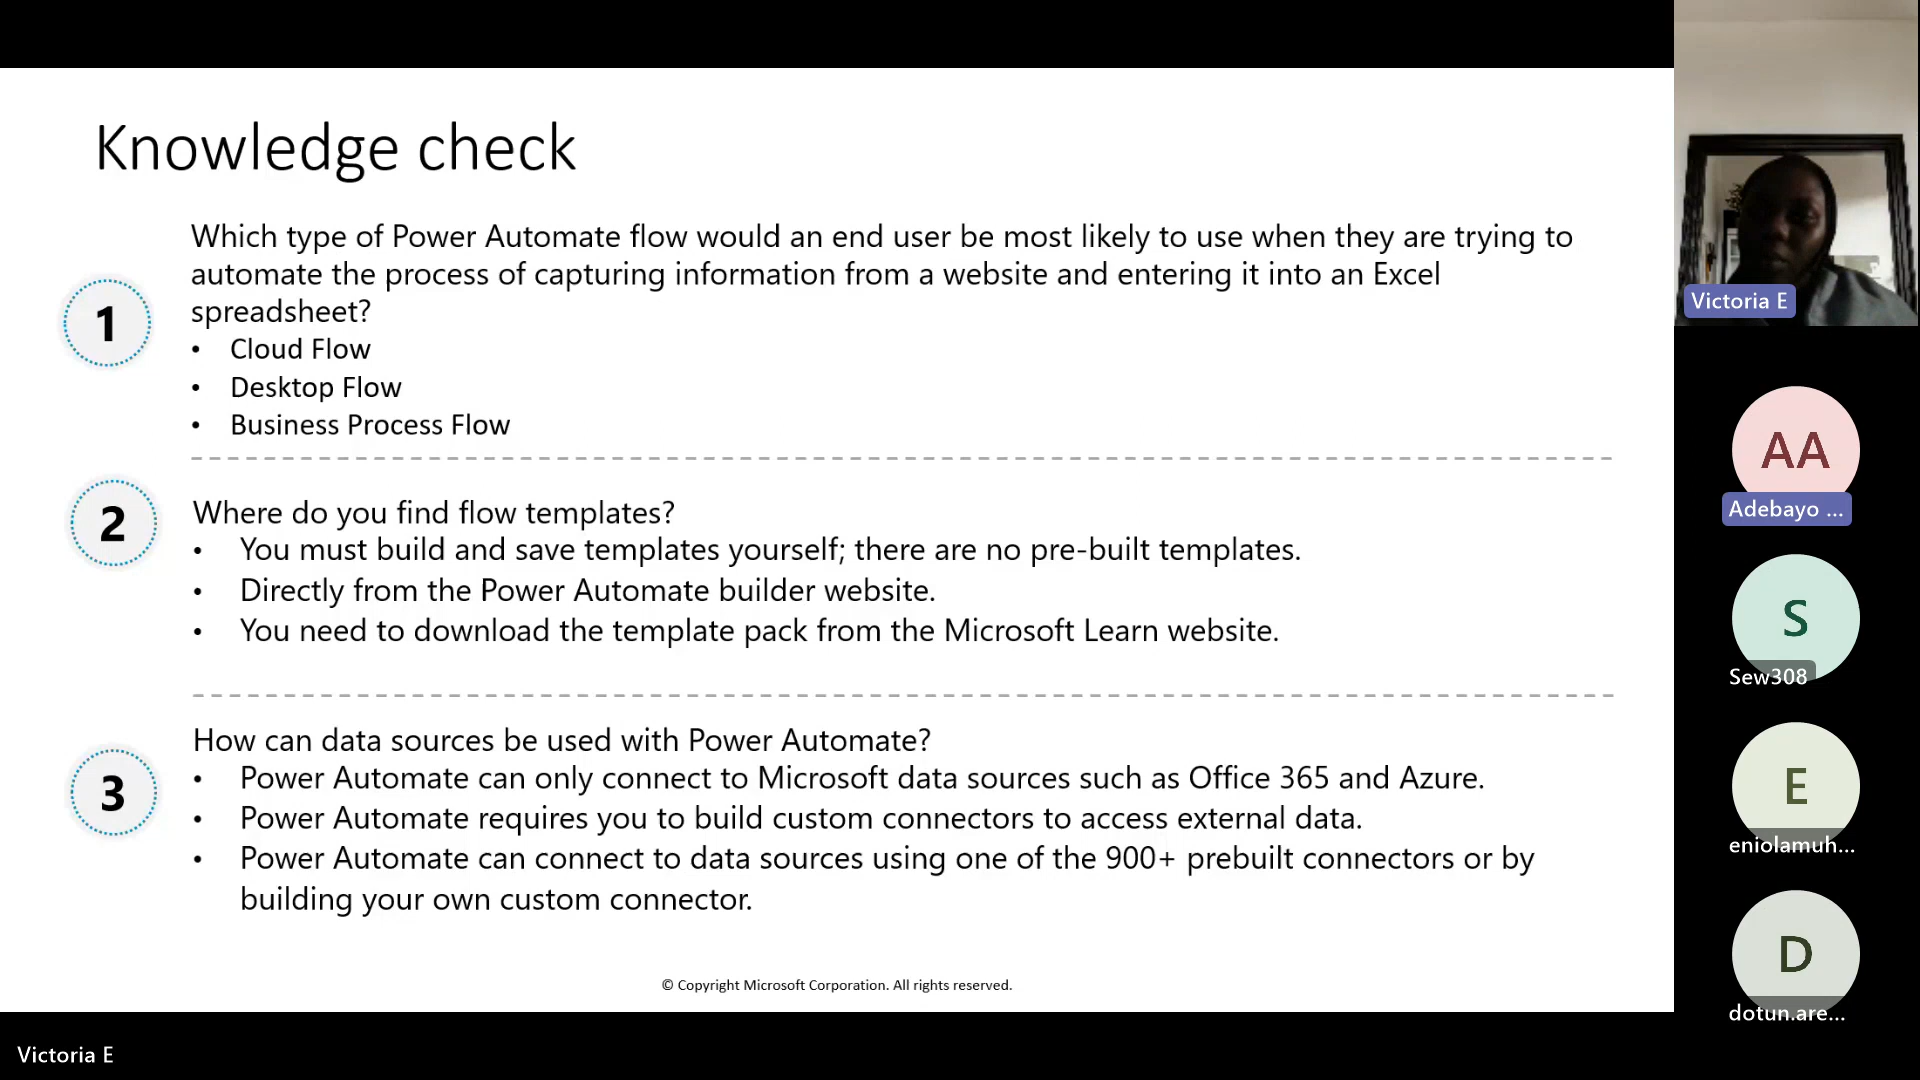 Knowledge check
1
Which type of Power Automate flow would an end user be most likely to use when they are trying to
automate the process of capturing information from a website and entering it into an Excel
spreadsheet?
• Cloud Flow
• Desktop Flow
• Business Process Flow
2
Where do you find flow templates?
• You must build and save templates yourself; there are no pre-built templates.
• Directly from the Power Automate builder website.
• You need to download the template pack from the Microsoft Learn website.
3
How can data sources be used with Power Automate?
• Power Automate can only connect to Microsoft data sources such as Office 365 and Azure.
• Power Automate requires you to build custom connectors to access external data.
• Power Automate can connect to data sources using one of the 900+ prebuilt connectors or by
building your own custom connector.
© Copyright Microsoft Corporation. All rights reserved.
Victoria E
Victoria E
AA
Adebayo ...
S
Sew308
E
eniolamuh...
D
dotun.are...